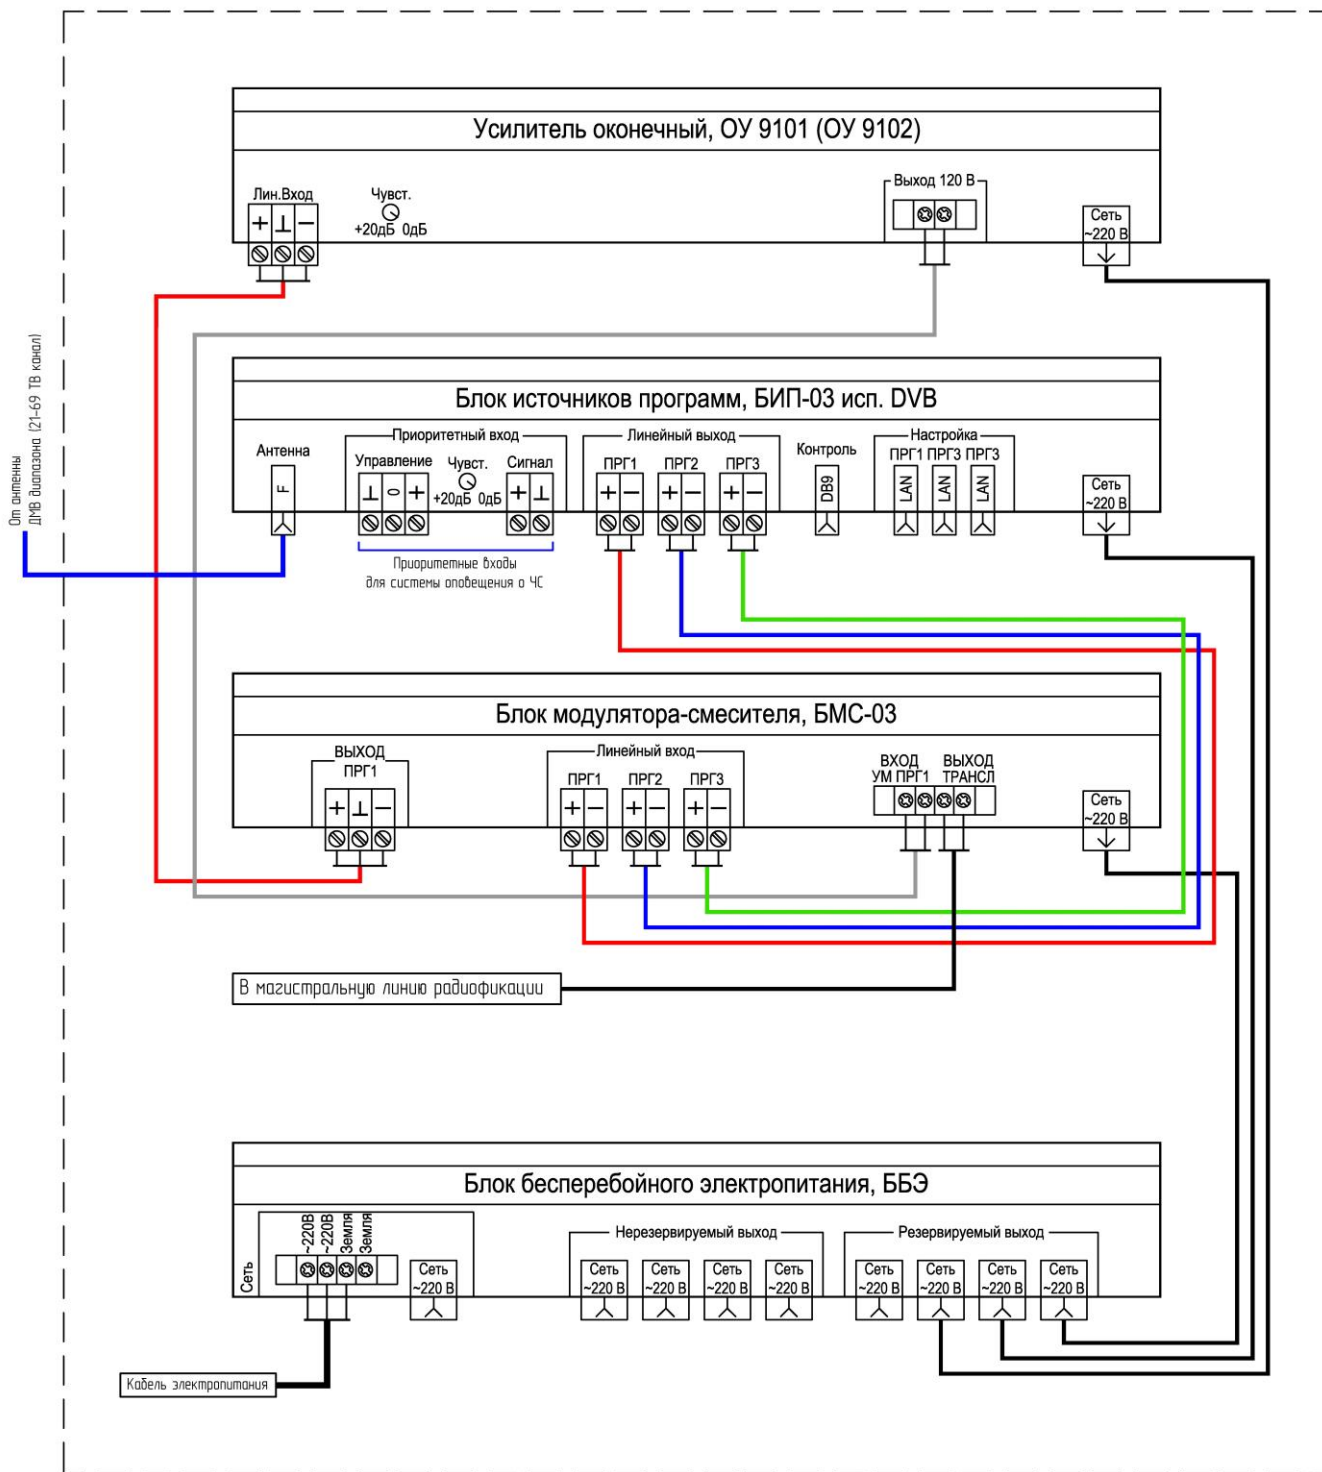 Усилитель оконечный, ОУ 9101 (ОУ 9102)
Лин.Вход
+ ⊥ −
Чувст.
+20дБ 0дБ
Выход 120 В
Сеть
~220 В
От антенны
ДМВ диапазона (21-69 ТВ канал)
Блок источников программ, БИП-03 исп. DVB
Антенна
F
Приоритетный вход
Управление
⊥ 0 +
Чувст.
+20дБ 0дБ
Сигнал
+ ⊥
Линейный выход
ПРГ1 ПРГ2 ПРГ3
+ − + − + −
Контроль
DB9
Настройка
ПРГ1 ПРГ3 ПРГ3
LAN LAN LAN
Сеть
~220 В
Приоритетные входы
для системы оповещения о ЧС
Блок модулятора-смесителя, БМС-03
ВЫХОД
ПРГ1
+ ⊥ −
Линейный вход
ПРГ1 ПРГ2 ПРГ3
+ − + − + −
ВХОД ВЫХОД
УМ ПРГ1 ТРАНСЛ
Сеть
~220 В
В магистральную линию радиофикации
Блок бесперебойного электропитания, ББЭ
Сеть
~220В
~220В
Земля
Земля
Сеть
~220 В
Нерезервируемый выход
Сеть Сеть Сеть Сеть
~220 В ~220 В ~220 В ~220 В
Резервируемый выход
Сеть Сеть Сеть Сеть
~220 В ~220 В ~220 В ~220 В
Кабель электропитания